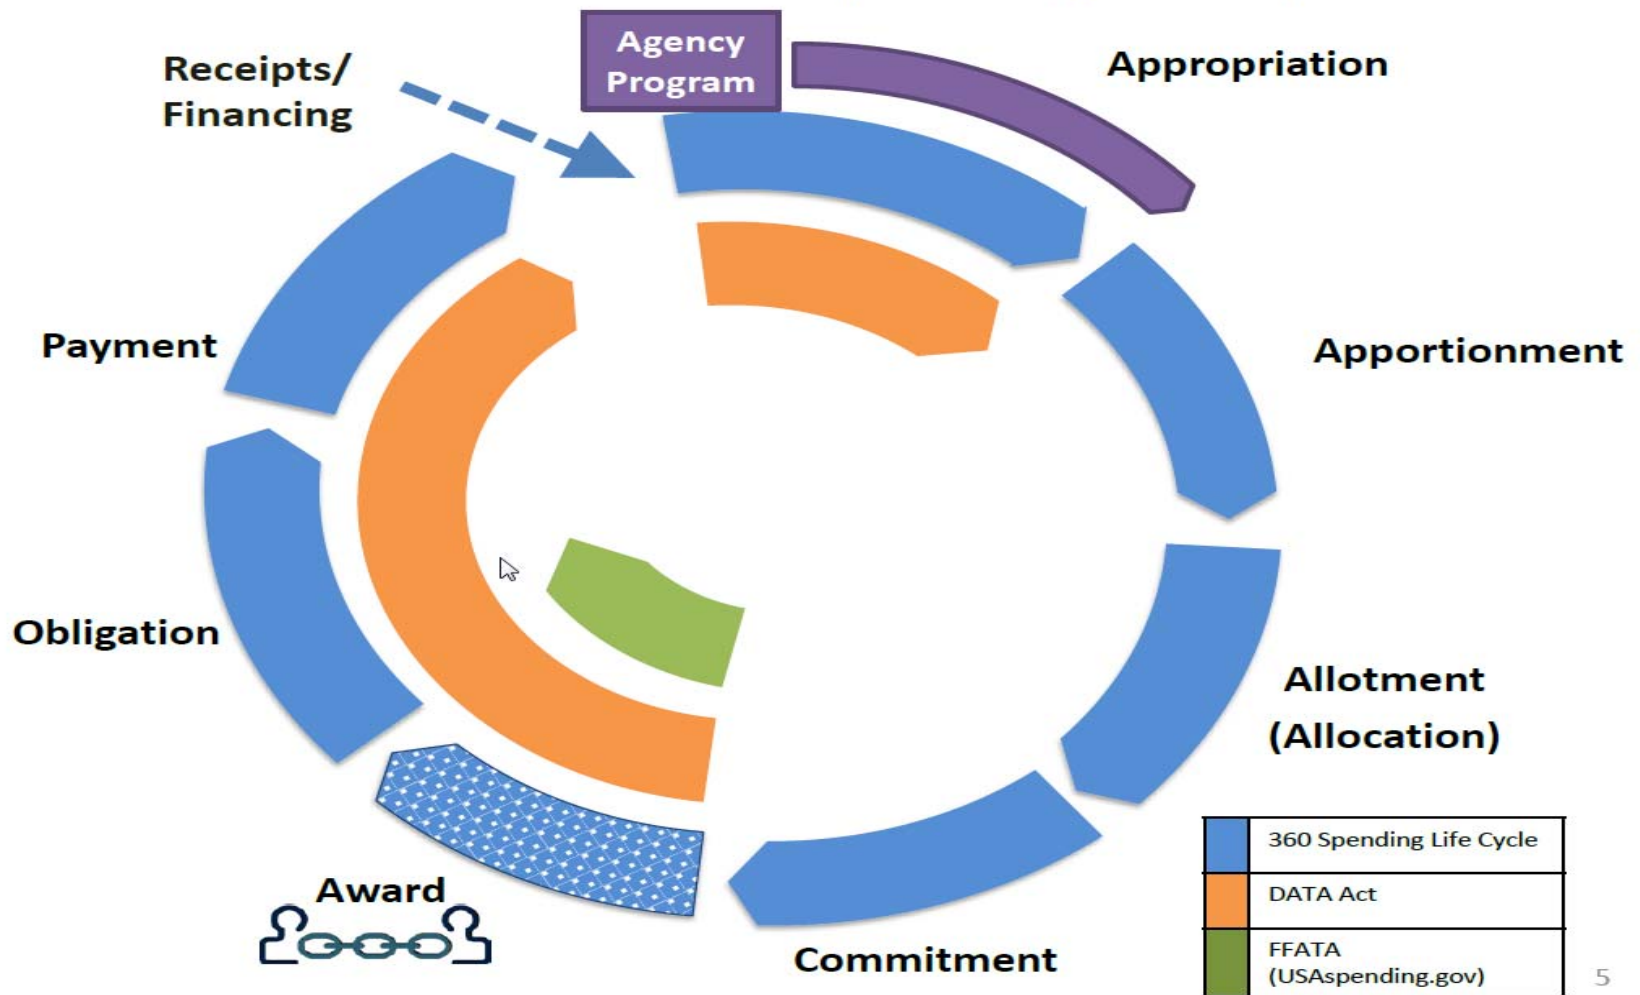 Agency
Program
Receipts/
Financing
Appropriation
Payment
Apportionment
Obligation
Allotment
(Allocation)
Award
Commitment
360 Spending Life Cycle
DATA Act
FFATA
(USAspending.gov)
5